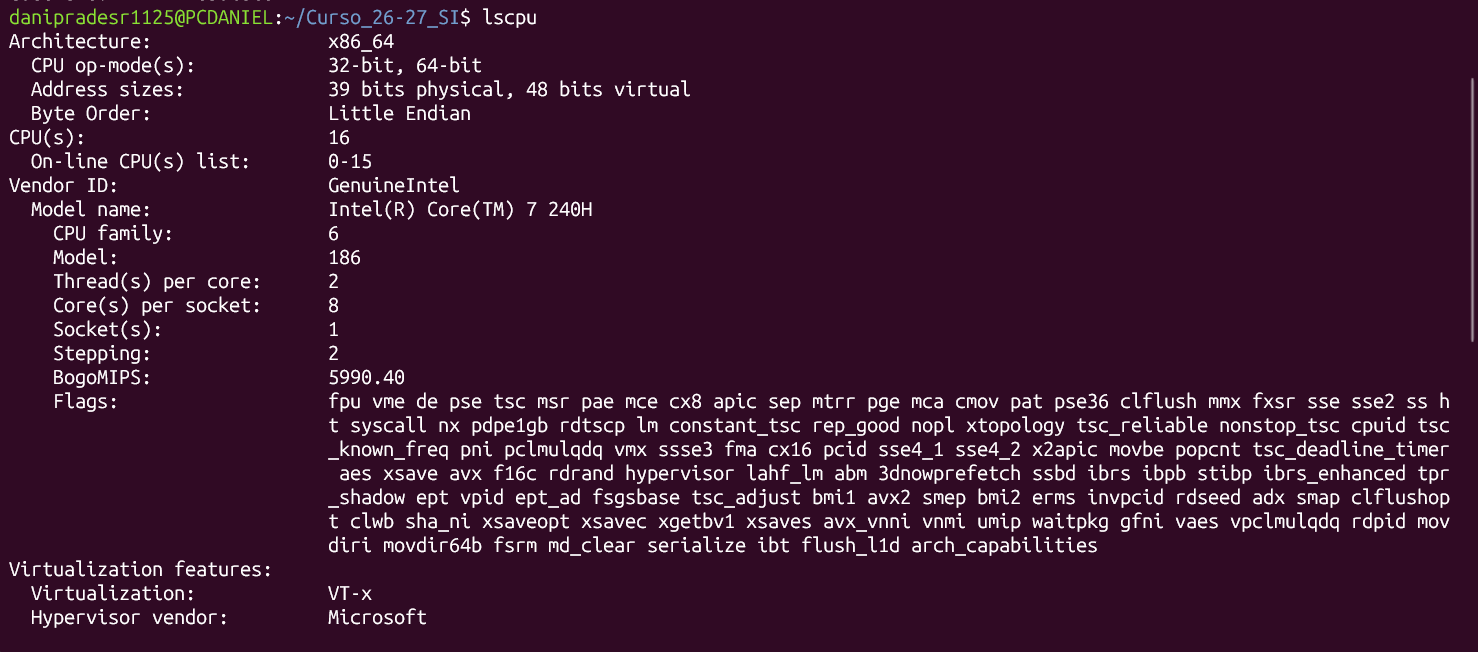 danipradesr1125@PCDANIEL:~/Curso_26-27_SI$ lscpu
Architecture:                x86_64
  CPU op-mode(s):            32-bit, 64-bit
  Address sizes:             39 bits physical, 48 bits virtual
  Byte Order:                Little Endian
CPU(s):                      16
  On-line CPU(s) list:       0-15
Vendor ID:                   GenuineIntel
  Model name:                Intel(R) Core(TM) 7 240H
    CPU family:              6
    Model:                   186
    Thread(s) per core:      2
    Core(s) per socket:      8
    Socket(s):               1
    Stepping:                2
    BogoMIPS:                5990.40
    Flags:                   fpu vme de pse tsc msr pae mce cx8 apic sep mtrr pge mca cmov pat pse36 clflush mmx fxsr sse sse2 ss h
                             t syscall nx pdpe1gb rdtscp lm constant_tsc rep_good nopl xtopology tsc_reliable nonstop_tsc cpuid tsc
                             _known_freq pni pclmulqdq vmx ssse3 fma cx16 pcid sse4_1 sse4_2 x2apic movbe popcnt tsc_deadline_timer
                              aes xsave avx f16c rdrand hypervisor lahf_lm abm 3dnowprefetch ssbd ibrs ibpb stibp ibrs_enhanced tpr
                             _shadow ept vpid ept_ad fsgsbase tsc_adjust bmi1 avx2 smep bmi2 erms invpcid rdseed adx smap clflushop
                             t clwb sha_ni xsaveopt xsavec xgetbv1 xsaves avx_vnni vnmi umip waitpkg gfni vaes vpclmulqdq rdpid mov
                             diri movdir64b fsrm md_clear serialize ibt flush_l1d arch_capabilities
Virtualization features:
  Virtualization:            VT-x
  Hypervisor vendor:         Microsoft